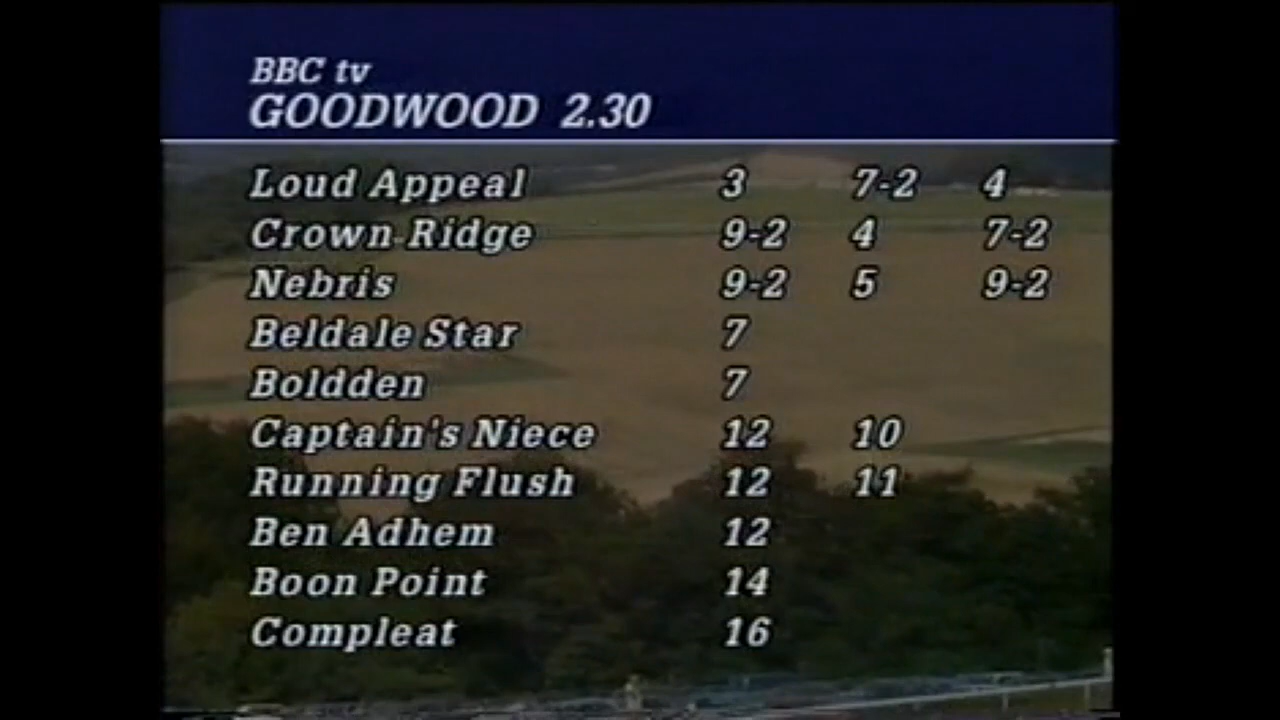 BBC tv
GOODWOOD 2.30
Loud Appeal 3 7-2 4
Crown Ridge 9-2 4 7-2
Nebris 9-2 5 9-2
Beldale Star 7
Boldden 7
Captain's Niece 12 10
Running Flush 12 11
Ben Adhem 12
Boon Point 14
Compleat 16